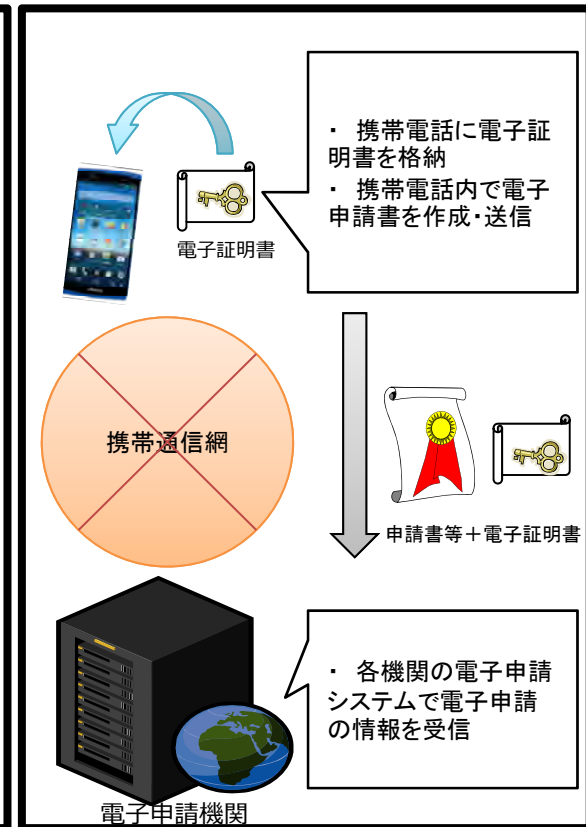 ・ 携帯電話に電子証
明書を格納
・ 携帯電話内で電子
申請書を作成・送信
電子証明書
携帯通信網
申請書等＋電子証明書
・ 各機関の電子申請
システムで電子申請
の情報を受信
電子申請機関